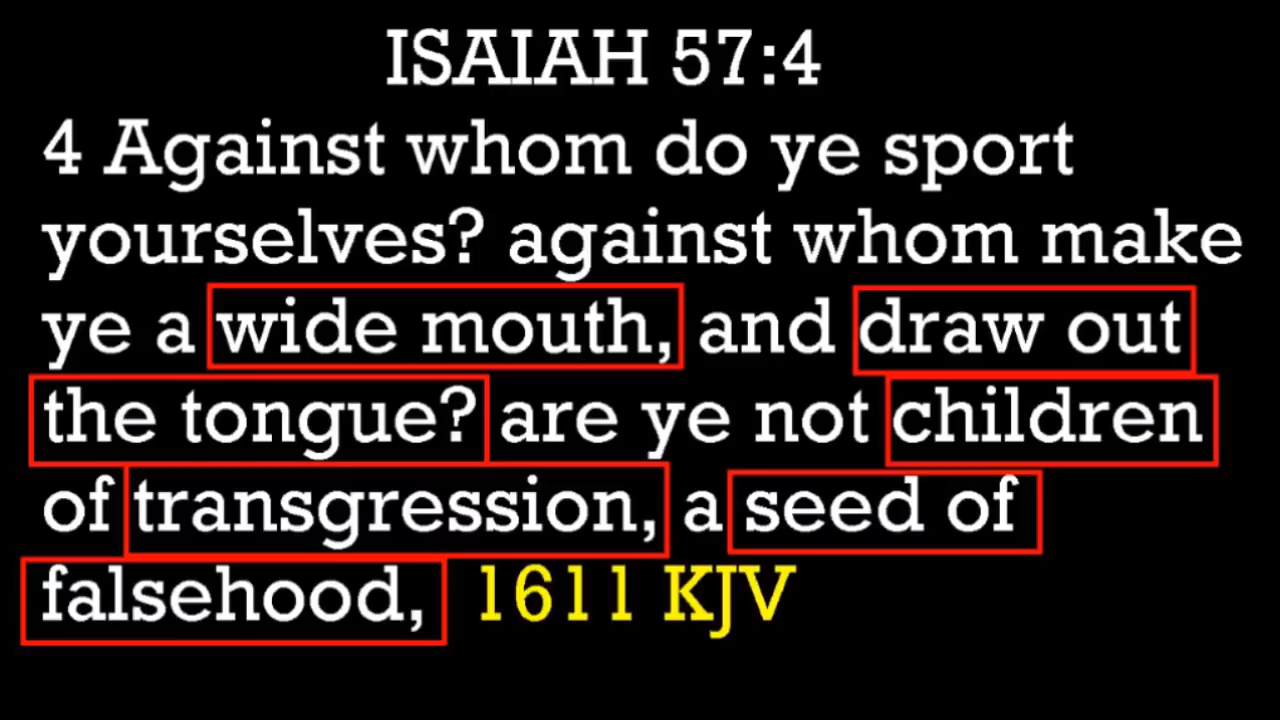 ISAIAH 57:4
4 Against whom do ye sport
yourselves? against whom make
ye a wide mouth, and draw out
the tongue? are ye not children
of transgression, a seed of
falsehood, 1611 KJV